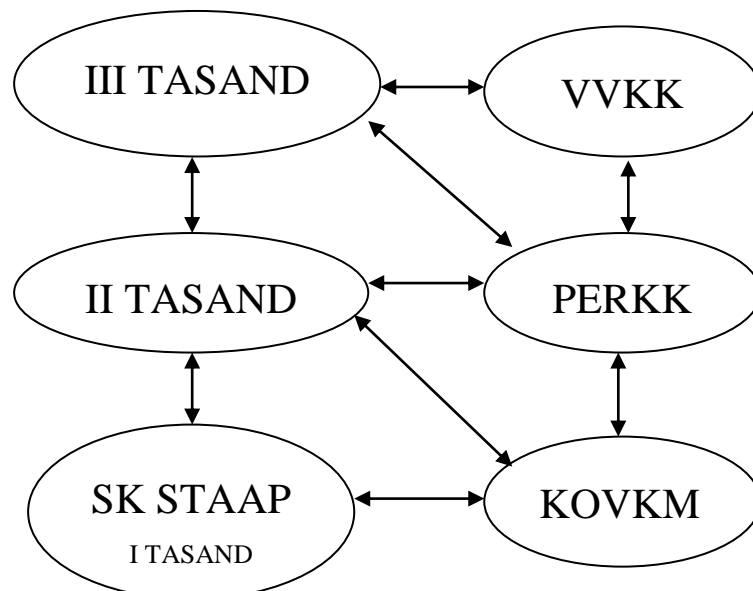 III TASAND
VVKK
II TASAND
PERKK
SK STAAP
I TASAND
KOVKM